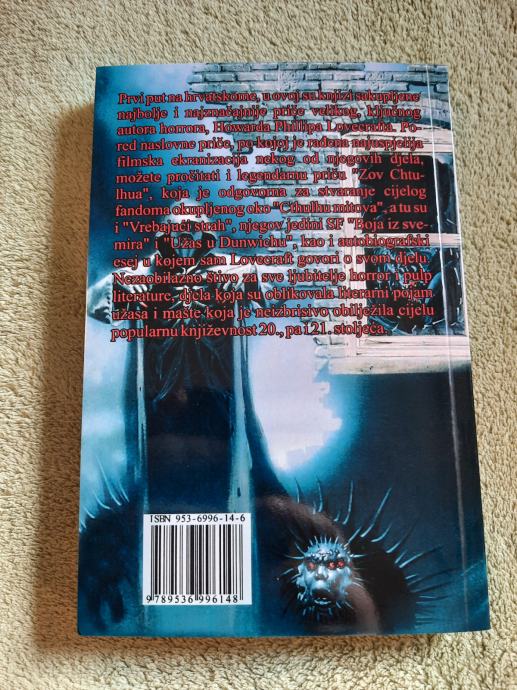 Prvi put na hrvatskome, u ovoj su knjizi sakupljene
najbolje i najznačajnije priče velikog, ključnog
autora horrora, Howarda Phillipa Lovecrafta. Po-
red naslovne priče, po kojoj je rađena najuspjelija
filmska ekranizacija nekog od njegovih djela,
možete pročitati i legendarnu priču "Zov Chtu-
lhua", koja je odgovorna za stvaranje cijelog
fandoma okupljenog oko "Cthulhu mitova", a tu su
i "Vrebajući strah", njegov jedini SF "Boja iz sve-
mira" i "Užas u Dunwichu", kao i autobiografski
esej u kojem sam Lovecraft govori o svom djelu.
Nezaobilazno štivo za sve ljubitelje horror i pulp
literature, djela koja su oblikovala literarni pojam
užasa i mašte koja je neizbrisivo obilježila cijelu
popularnu književnost 20., pa i 21. stoljeća.
ISBN 953-6996-14-6
9 789536 996148